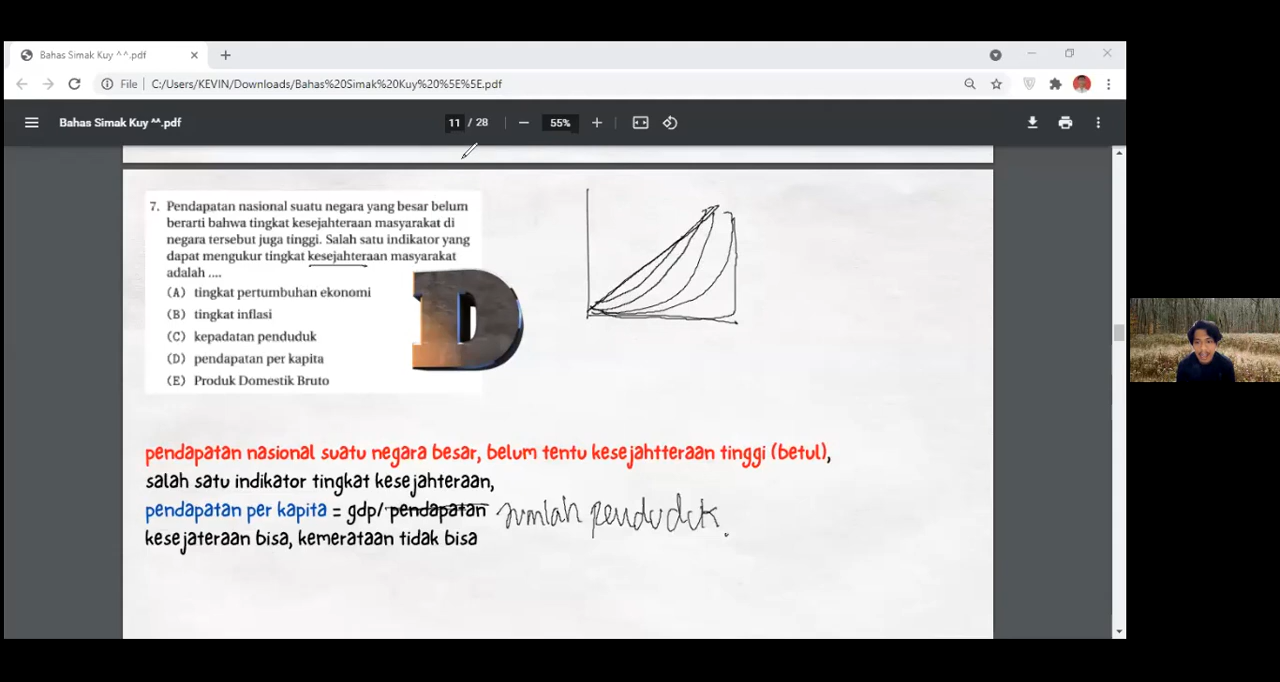 Bahas Simak Kuy ^^.pdf
File
C:/Users/KEVIN/Downloads/Bahas%20Simak%20Kuy%20%5E%5E.pdf
Bahas Simak Kuy ^^.pdf
11 / 28
55%
7. Pendapatan nasional suatu negara yang besar belum
berarti bahwa tingkat kesejahteraan masyarakat di
negara tersebut juga tinggi. Salah satu indikator yang
dapat mengukur tingkat kesejahteraan masyarakat
adalah ....
(A) tingkat pertumbuhan ekonomi
(B) tingkat inflasi
(C) kepadatan penduduk
(D) pendapatan per kapita
(E) Produk Domestik Bruto
D
pendapatan nasional suatu negara besar, belum tentu kesejahtteraan tinggi (betul),
salah satu indikator tingkat kesejahteraan,
pendapatan per kapita = gdp/pendapatan jumlah penduduk.
kesejateraan bisa, kemerataan tidak bisa